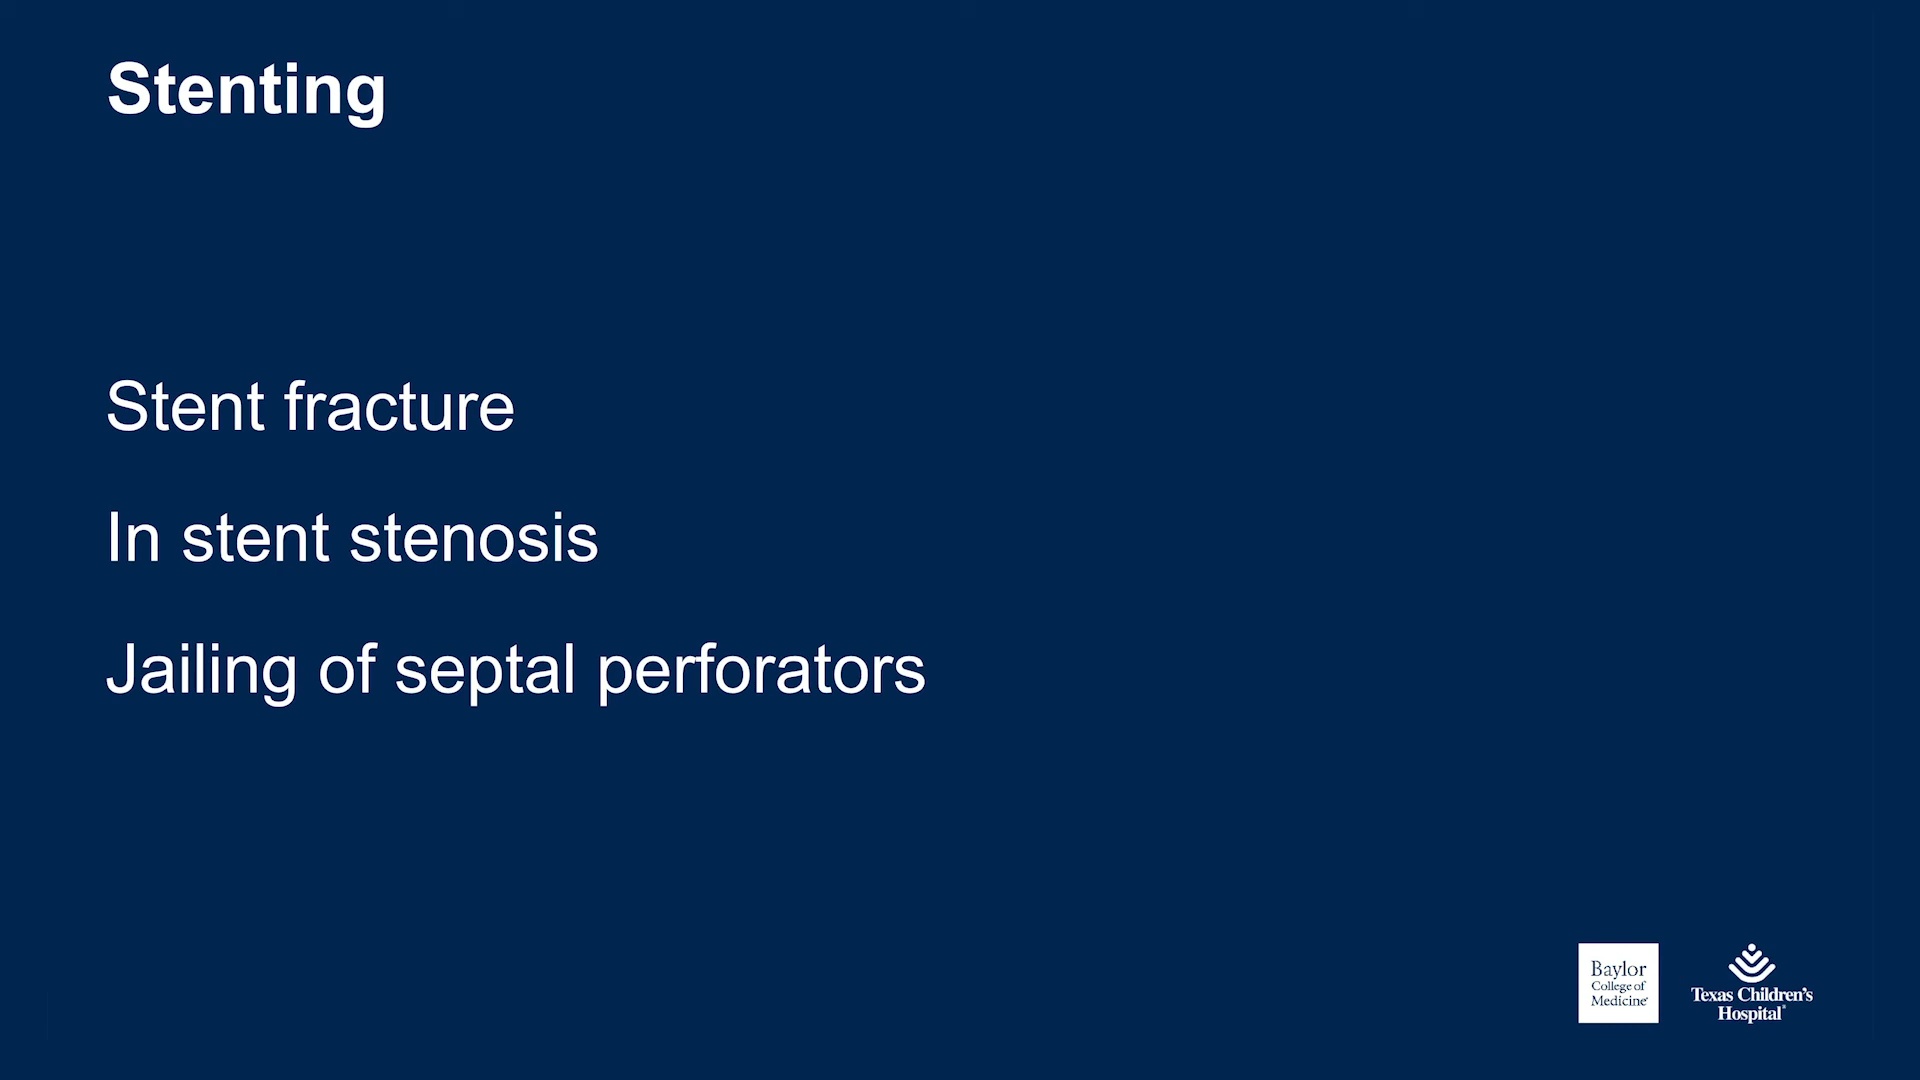 Stenting
Stent fracture
In stent stenosis
Jailing of septal perforators
Baylor
College of
Medicine®
Texas Children's
Hospital®